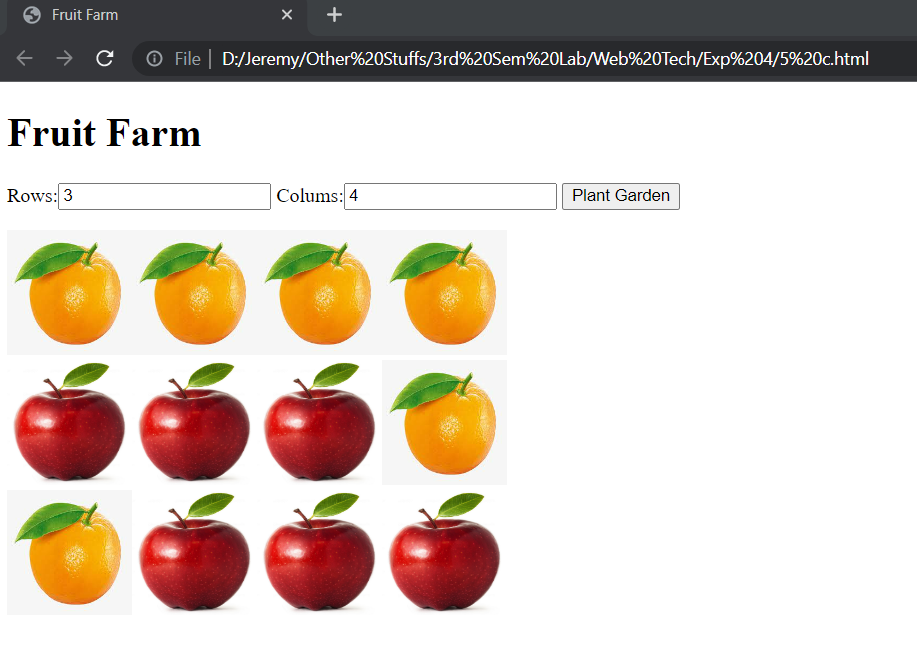 Fruit Farm
File | D:/Jeremy/Other%20Stuffs/3rd%20Sem%20Lab/Web%20Tech/Exp%204/5%20c.html
Fruit Farm
Rows: 3 Colums: 4 Plant Garden